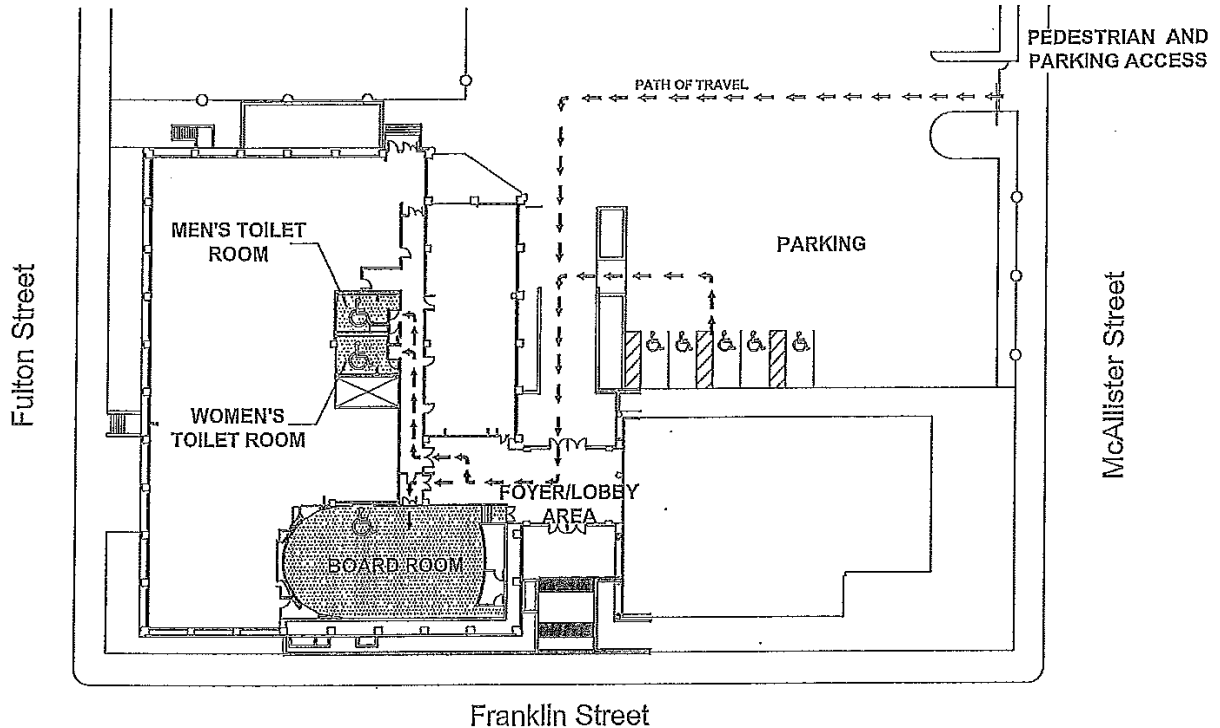 PEDESTRIAN AND
PARKING ACCESS
PATH OF TRAVEL
MEN'S TOILET
ROOM
PARKING
Fulton Street
McAllister Street
WOMEN'S
TOILET ROOM
FOYER/LOBBY
AREA
BOARD ROOM
Franklin Street